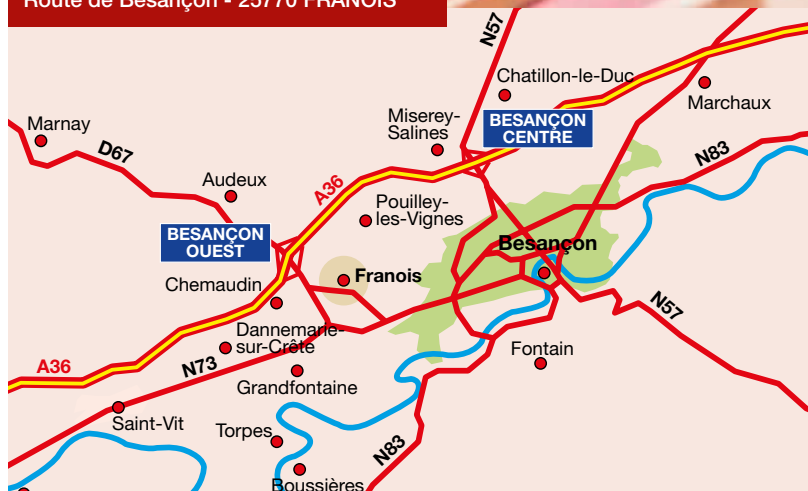 Route de Besançon - 25770 FRANOIS
N57
Chatillon-le-Duc
Marchaux
Miserey-
Salines
BESANÇON
CENTRE
Marnay
D67
N83
Audeux
A36
Pouilley-
les-Vignes
BESANÇON
OUEST
Besançon
Franois
Chemaudin
N57
Dannemarie-
sur-Crête
Fontain
A36
N73
Grandfontaine
Saint-Vit
Torpes
N83
Boussières